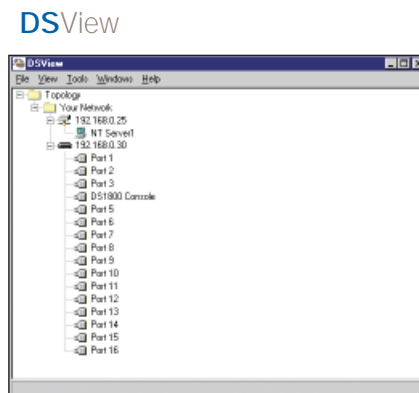 DSView
DSView
File View Tools Windows Help
Topology
Your Network
192.168.0.25
NT Server1
192.168.0.30
Port 1
Port 2
Port 3
DS1800 Console
Port 5
Port 6
Port 7
Port 8
Port 9
Port 10
Port 11
Port 12
Port 13
Port 14
Port 15
Port 16